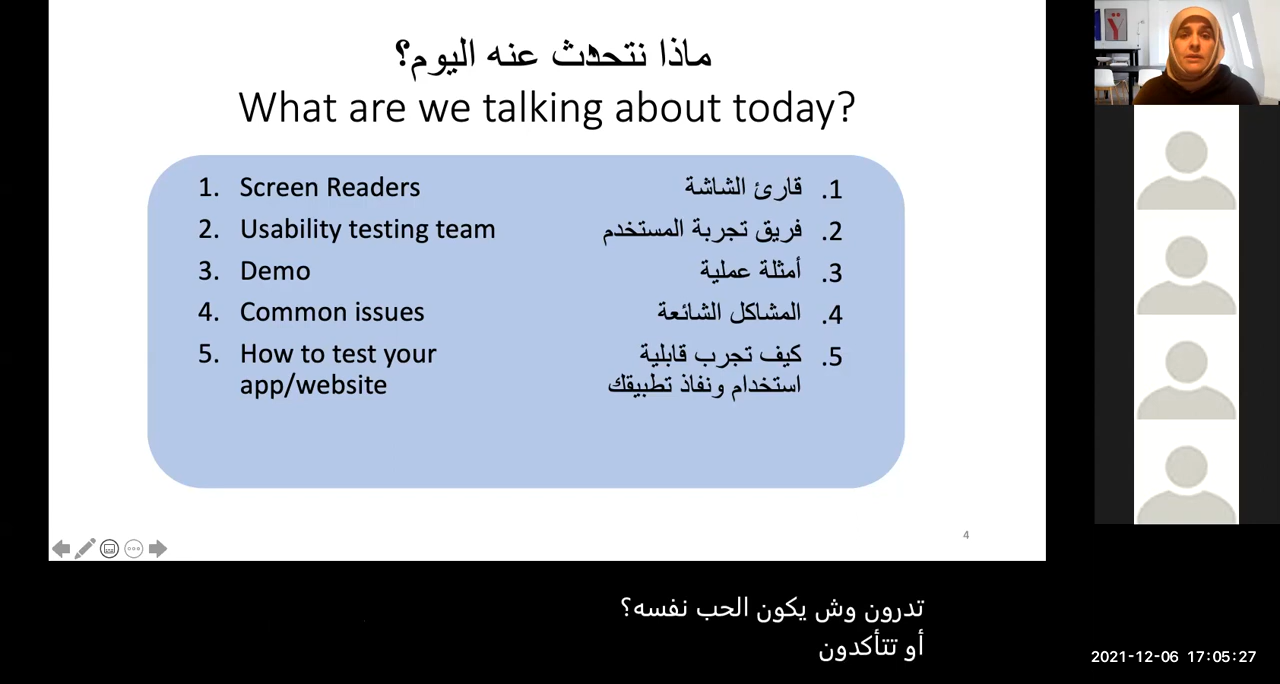 ماذا نتحدث عنه اليوم؟
What are we talking about today?
1. Screen Readers
2. Usability testing team
3. Demo
4. Common issues
5. How to test your
app/website
1. قارئ الشاشة
2. فريق تجربة المستخدم
3. أمثلة عملية
4. المشاكل الشائعة
5. كيف تجرب قابلية
استخدام ونفاذ تطبيقك
4
تدرون وش يكون الحب نفسه؟
أو تتأكدون
2021-12-06 17:05:27